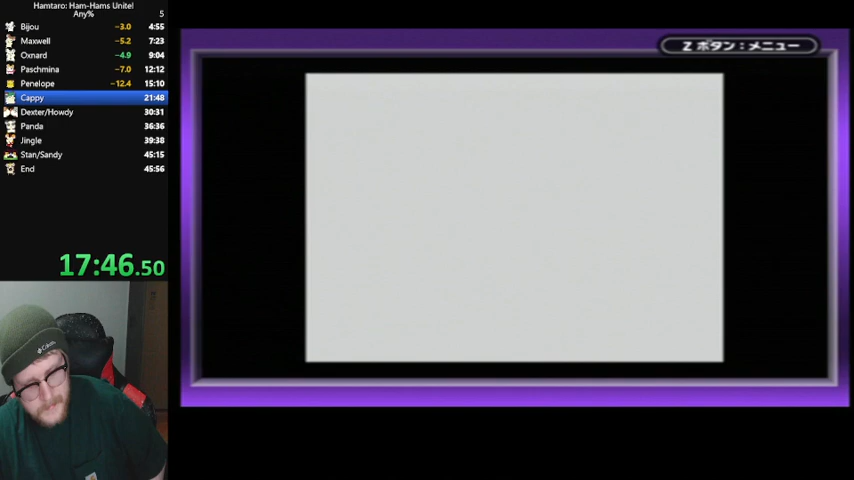 Hamtaro: Ham-Hams Unite!
Any% 5
Bijou -3.0 4:55
Maxwell -5.2 7:23
Oxnard -4.9 9:04
Paschmina -7.0 12:12
Penelope -12.4 15:10
Cappy 21:48
Dexter/Howdy 30:31
Panda 36:36
Jingle 39:38
Stan/Sandy 45:15
End 45:56
17:46.50
Z ボタン：メニュー
Columbia